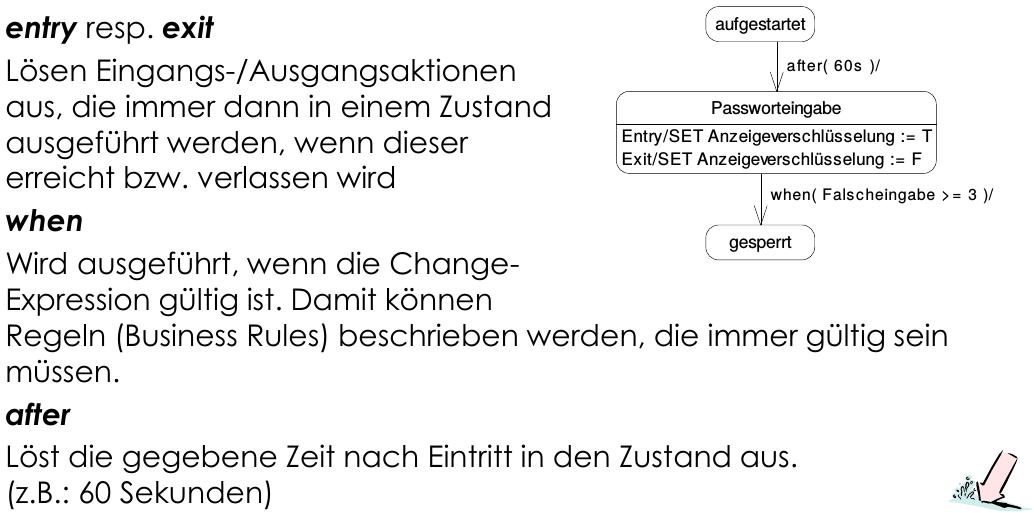 entry resp. exit
Lösen Eingangs-/Ausgangsaktionen
aus, die immer dann in einem Zustand
ausgeführt werden, wenn dieser
erreicht bzw. verlassen wird
when
Wird ausgeführt, wenn die Change-
Expression gültig ist. Damit können
Regeln (Business Rules) beschrieben werden, die immer gültig sein
müssen.
after
Löst die gegebene Zeit nach Eintritt in den Zustand aus.
(z.B.: 60 Sekunden)
aufgestartet
after( 60s )/
Passworteingabe
Entry/SET Anzeigeverschlüsselung := T
Exit/SET Anzeigeverschlüsselung := F
when( Falscheingabe >= 3 )/
gesperrt